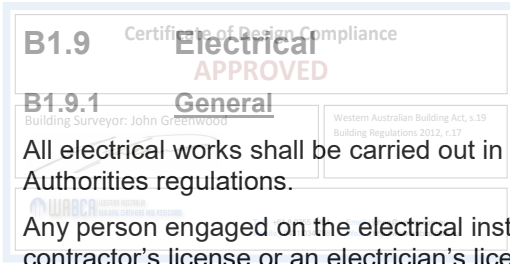 Certificate of Design Compliance
B1.9 Electrical
APPROVED
B1.9.1 General
Building Surveyor: John Greenwood
Western Australian Building Act, s.19
Building Regulations 2012, r.17
All electrical works shall be carried out in
Authorities regulations.
WABCA
Any person engaged on the electrical inst
contractor’s license or an electrician’s lice